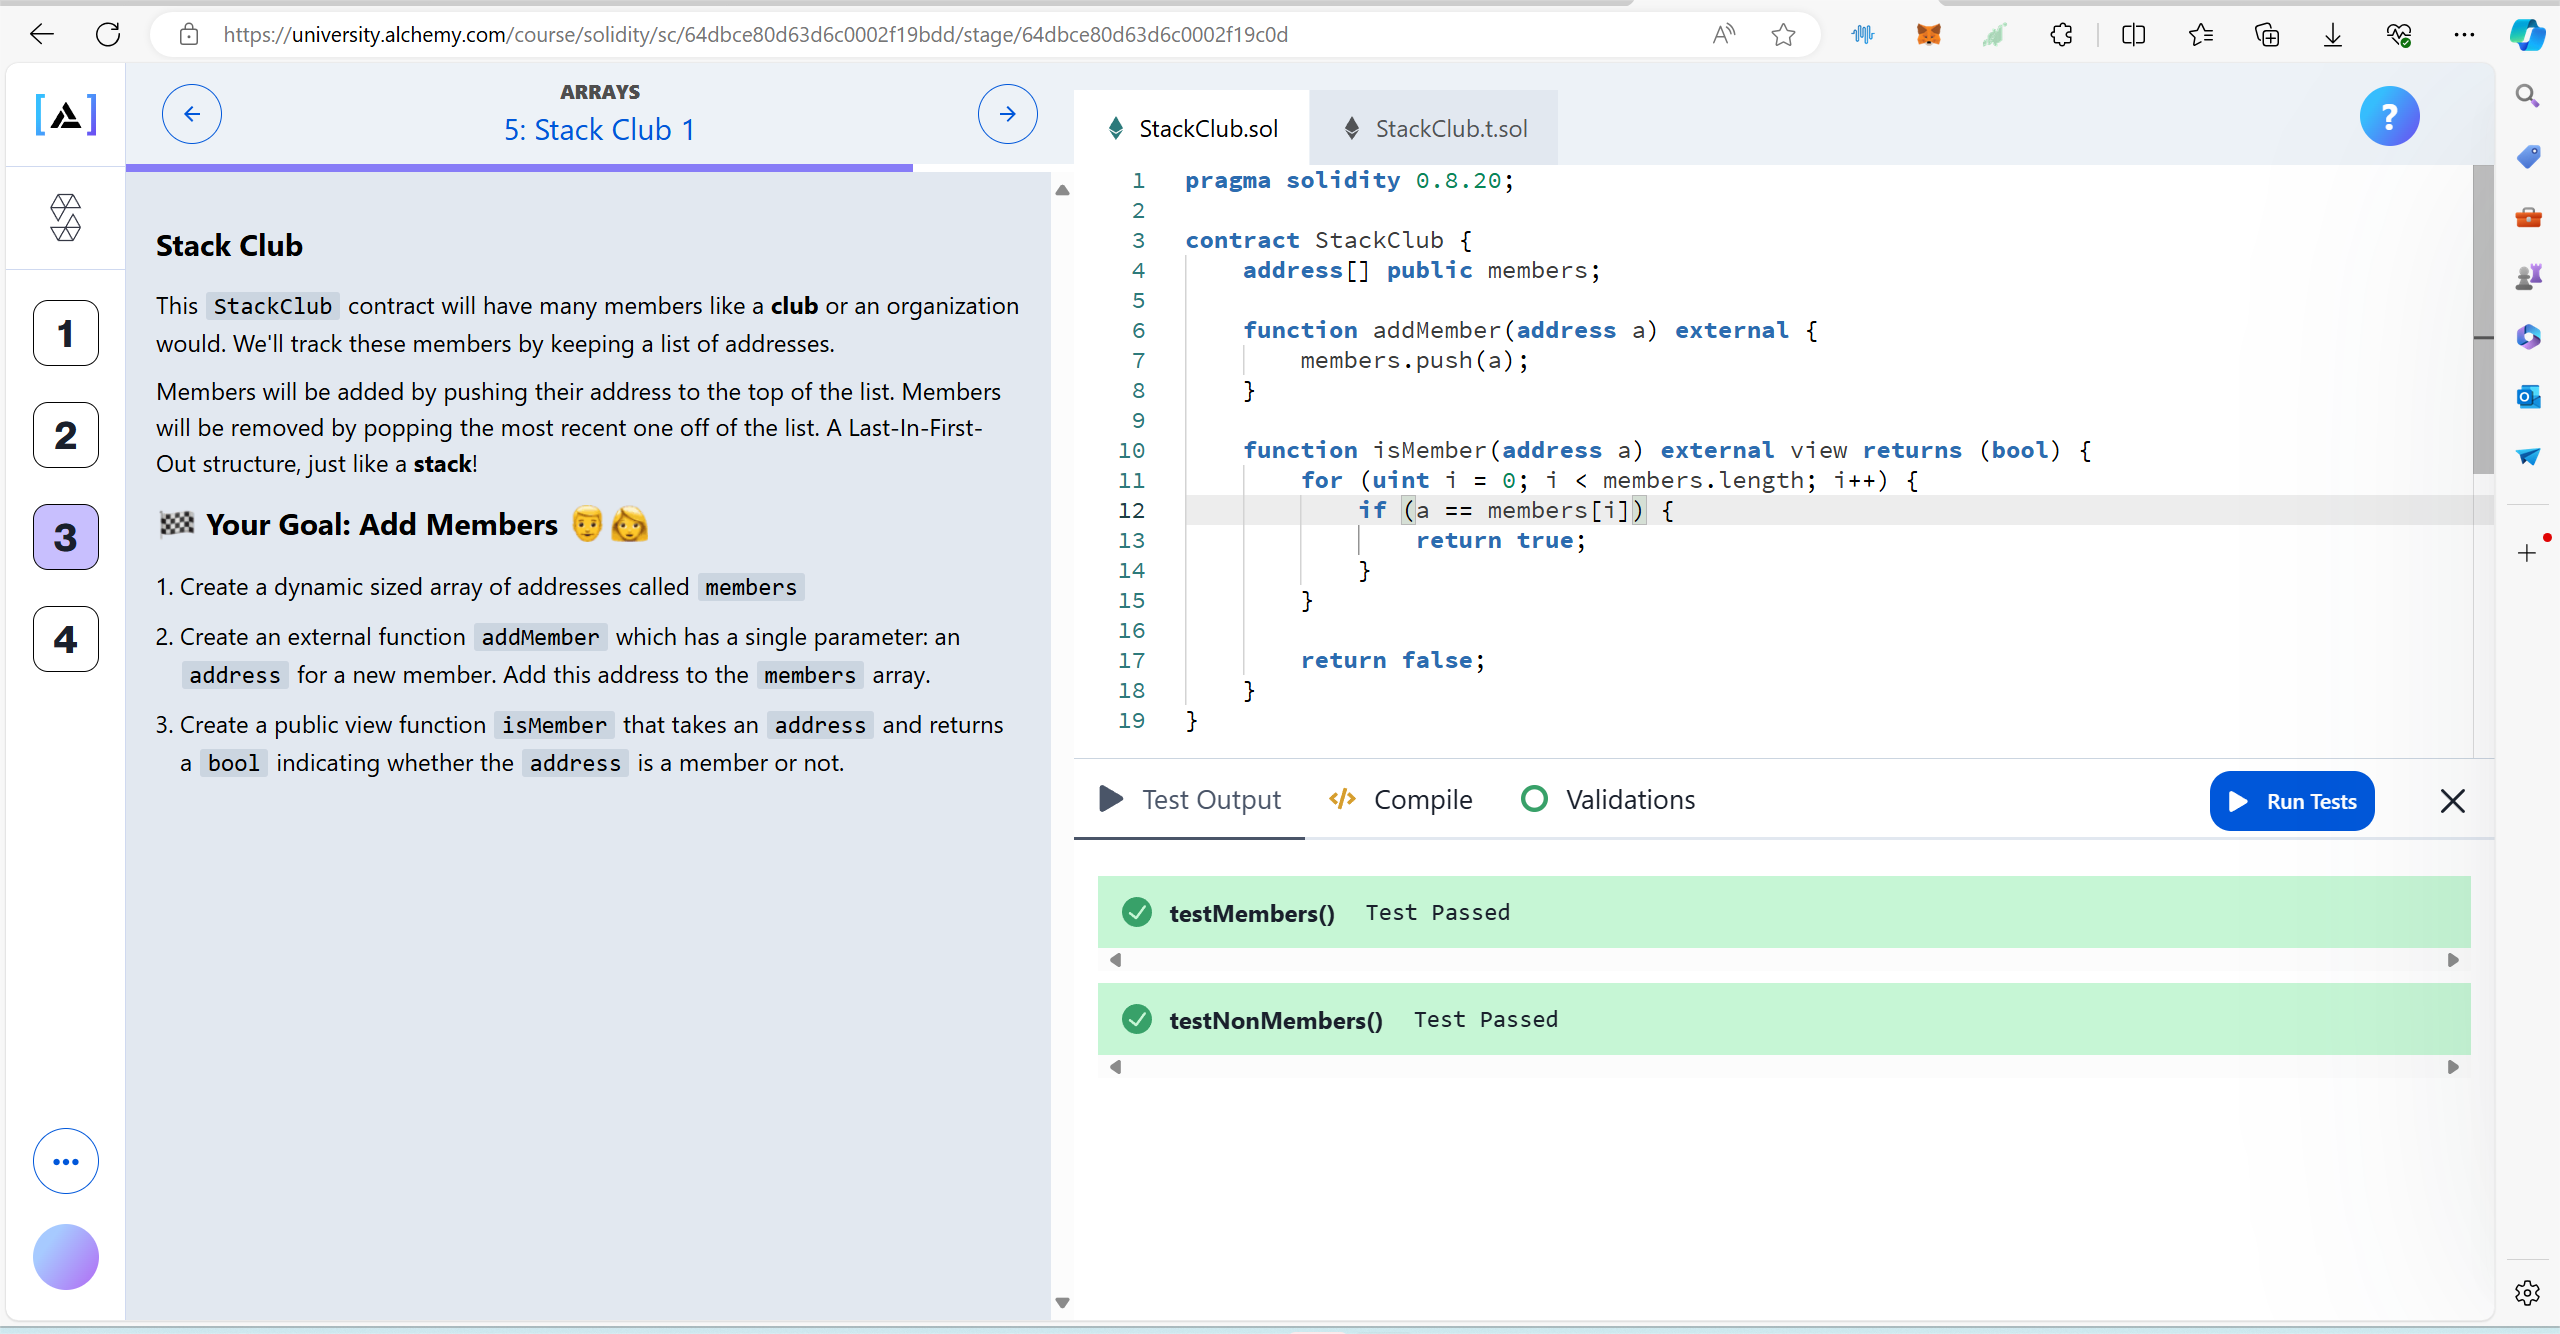 https://university.alchemy.com/course/solidity/sc/64dbce80d63d6c0002f19bdd/stage/64dbce80d63d6c0002f19c0d
ARRAYS
5: Stack Club 1
1
2
3
4
Stack Club
This StackClub contract will have many members like a club or an organization
would. We'll track these members by keeping a list of addresses.
Members will be added by pushing their address to the top of the list. Members
will be removed by popping the most recent one off of the list. A Last-In-First-
Out structure, just like a stack!
🏁 Your Goal: Add Members 👨👩
1. Create a dynamic sized array of addresses called members
2. Create an external function addMember which has a single parameter: an
address for a new member. Add this address to the members array.
3. Create a public view function isMember that takes an address and returns
a bool indicating whether the address is a member or not.
StackClub.sol
StackClub.t.sol
?
1 pragma solidity 0.8.20;
2
3 contract StackClub {
4 address[] public members;
5
6 function addMember(address a) external {
7 members.push(a);
8 }
9
10 function isMember(address a) external view returns (bool) {
11 for (uint i = 0; i < members.length; i++) {
12 if (a == members[i]) {
13 return true;
14 }
15 }
16
17 return false;
18 }
19 }
Test Output
Compile
Validations
Run Tests
testMembers() Test Passed
testNonMembers() Test Passed